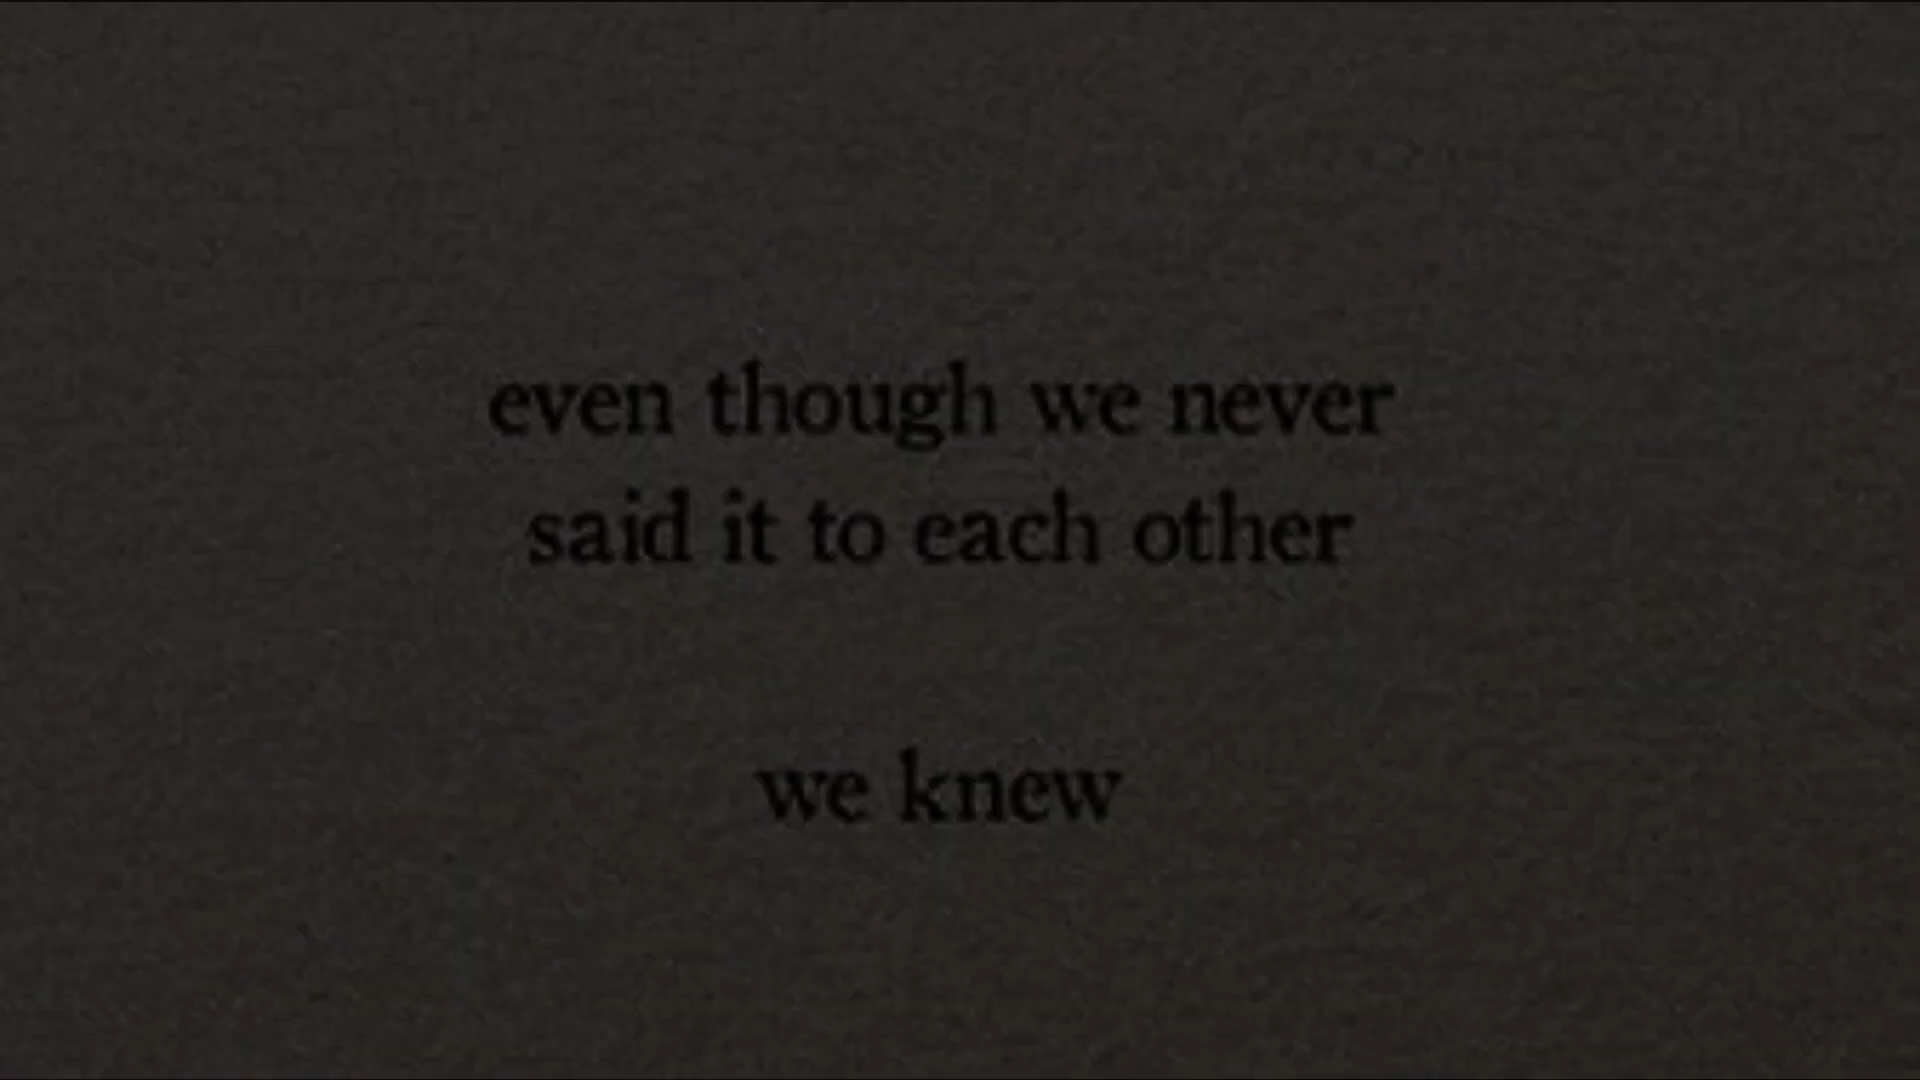 even though we never
said it to each other
we knew